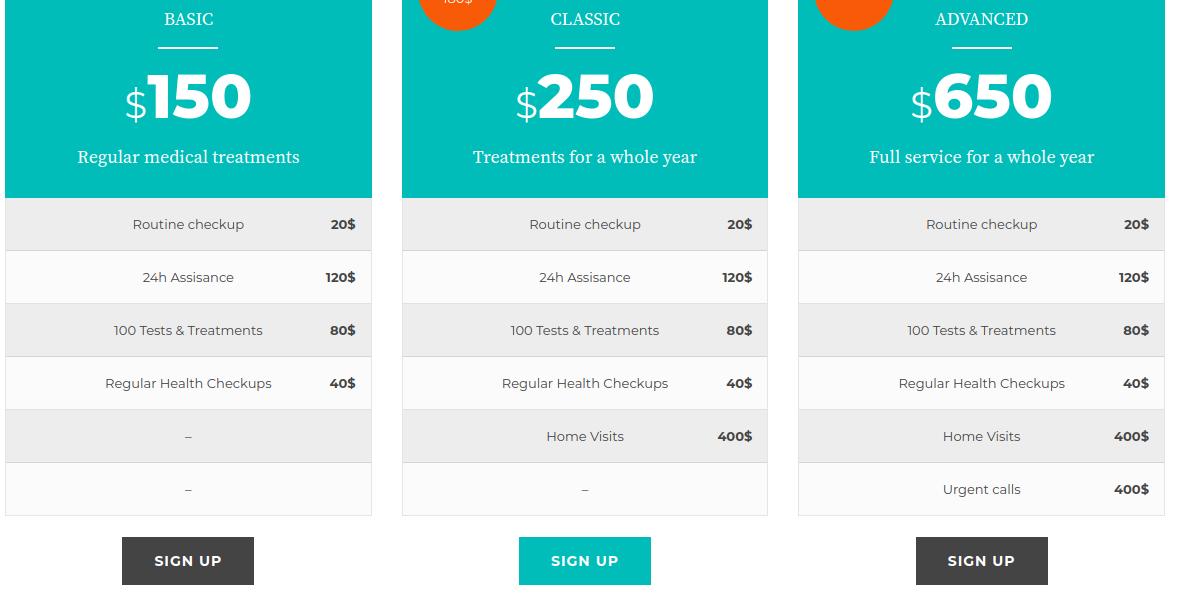 BASIC
$150
Regular medical treatments
Routine checkup 20$
24h Assisance 120$
100 Tests & Treatments 80$
Regular Health Checkups 40$
–
–
SIGN UP
CLASSIC
$250
Treatments for a whole year
Routine checkup 20$
24h Assisance 120$
100 Tests & Treatments 80$
Regular Health Checkups 40$
Home Visits 400$
–
SIGN UP
ADVANCED
$650
Full service for a whole year
Routine checkup 20$
24h Assisance 120$
100 Tests & Treatments 80$
Regular Health Checkups 40$
Home Visits 400$
Urgent calls 400$
SIGN UP